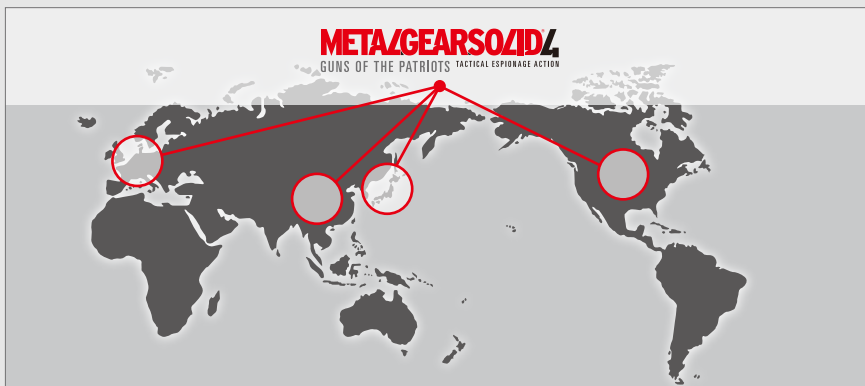 METAL GEAR SOLID 4
GUNS OF THE PATRIOTS TACTICAL ESPIONAGE ACTION